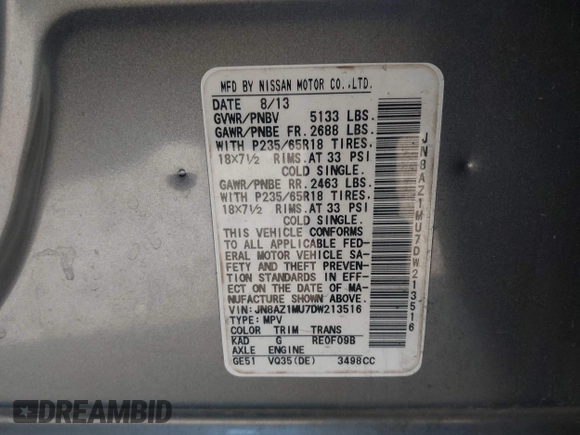 MFD BY NISSAN MOTOR CO.,LTD.
DATE 8/13
GVWR/PNBV 5133 LBS.
GAWR/PNBE FR. 2688 LBS.
WITH P235/65R18 TIRES.
18X7½ RIMS. AT 33 PSI
COLD SINGLE.
GAWR/PNBE RR. 2463 LBS.
WITH P235/65R18 TIRES.
18X7½ RIMS. AT 33 PSI
COLD SINGLE.
THIS VEHICLE CONFORMS
TO ALL APPLICABLE FED-
ERAL MOTOR VEHICLE SA-
FETY AND THEFT PREVEN-
TION STANDARDS IN EFF-
ECT ON THE DATE OF MA-
NUFACTURE SHOWN ABOVE.
VIN: JN8AZ1MU7DW213516
TYPE: MPV
COLOR TRIM TRANS
KAD G RE0F09B
AXLE ENGINE
GE51 VQ35(DE) 3498CC
JN8AZ1MU7DW213516
DREAMBID